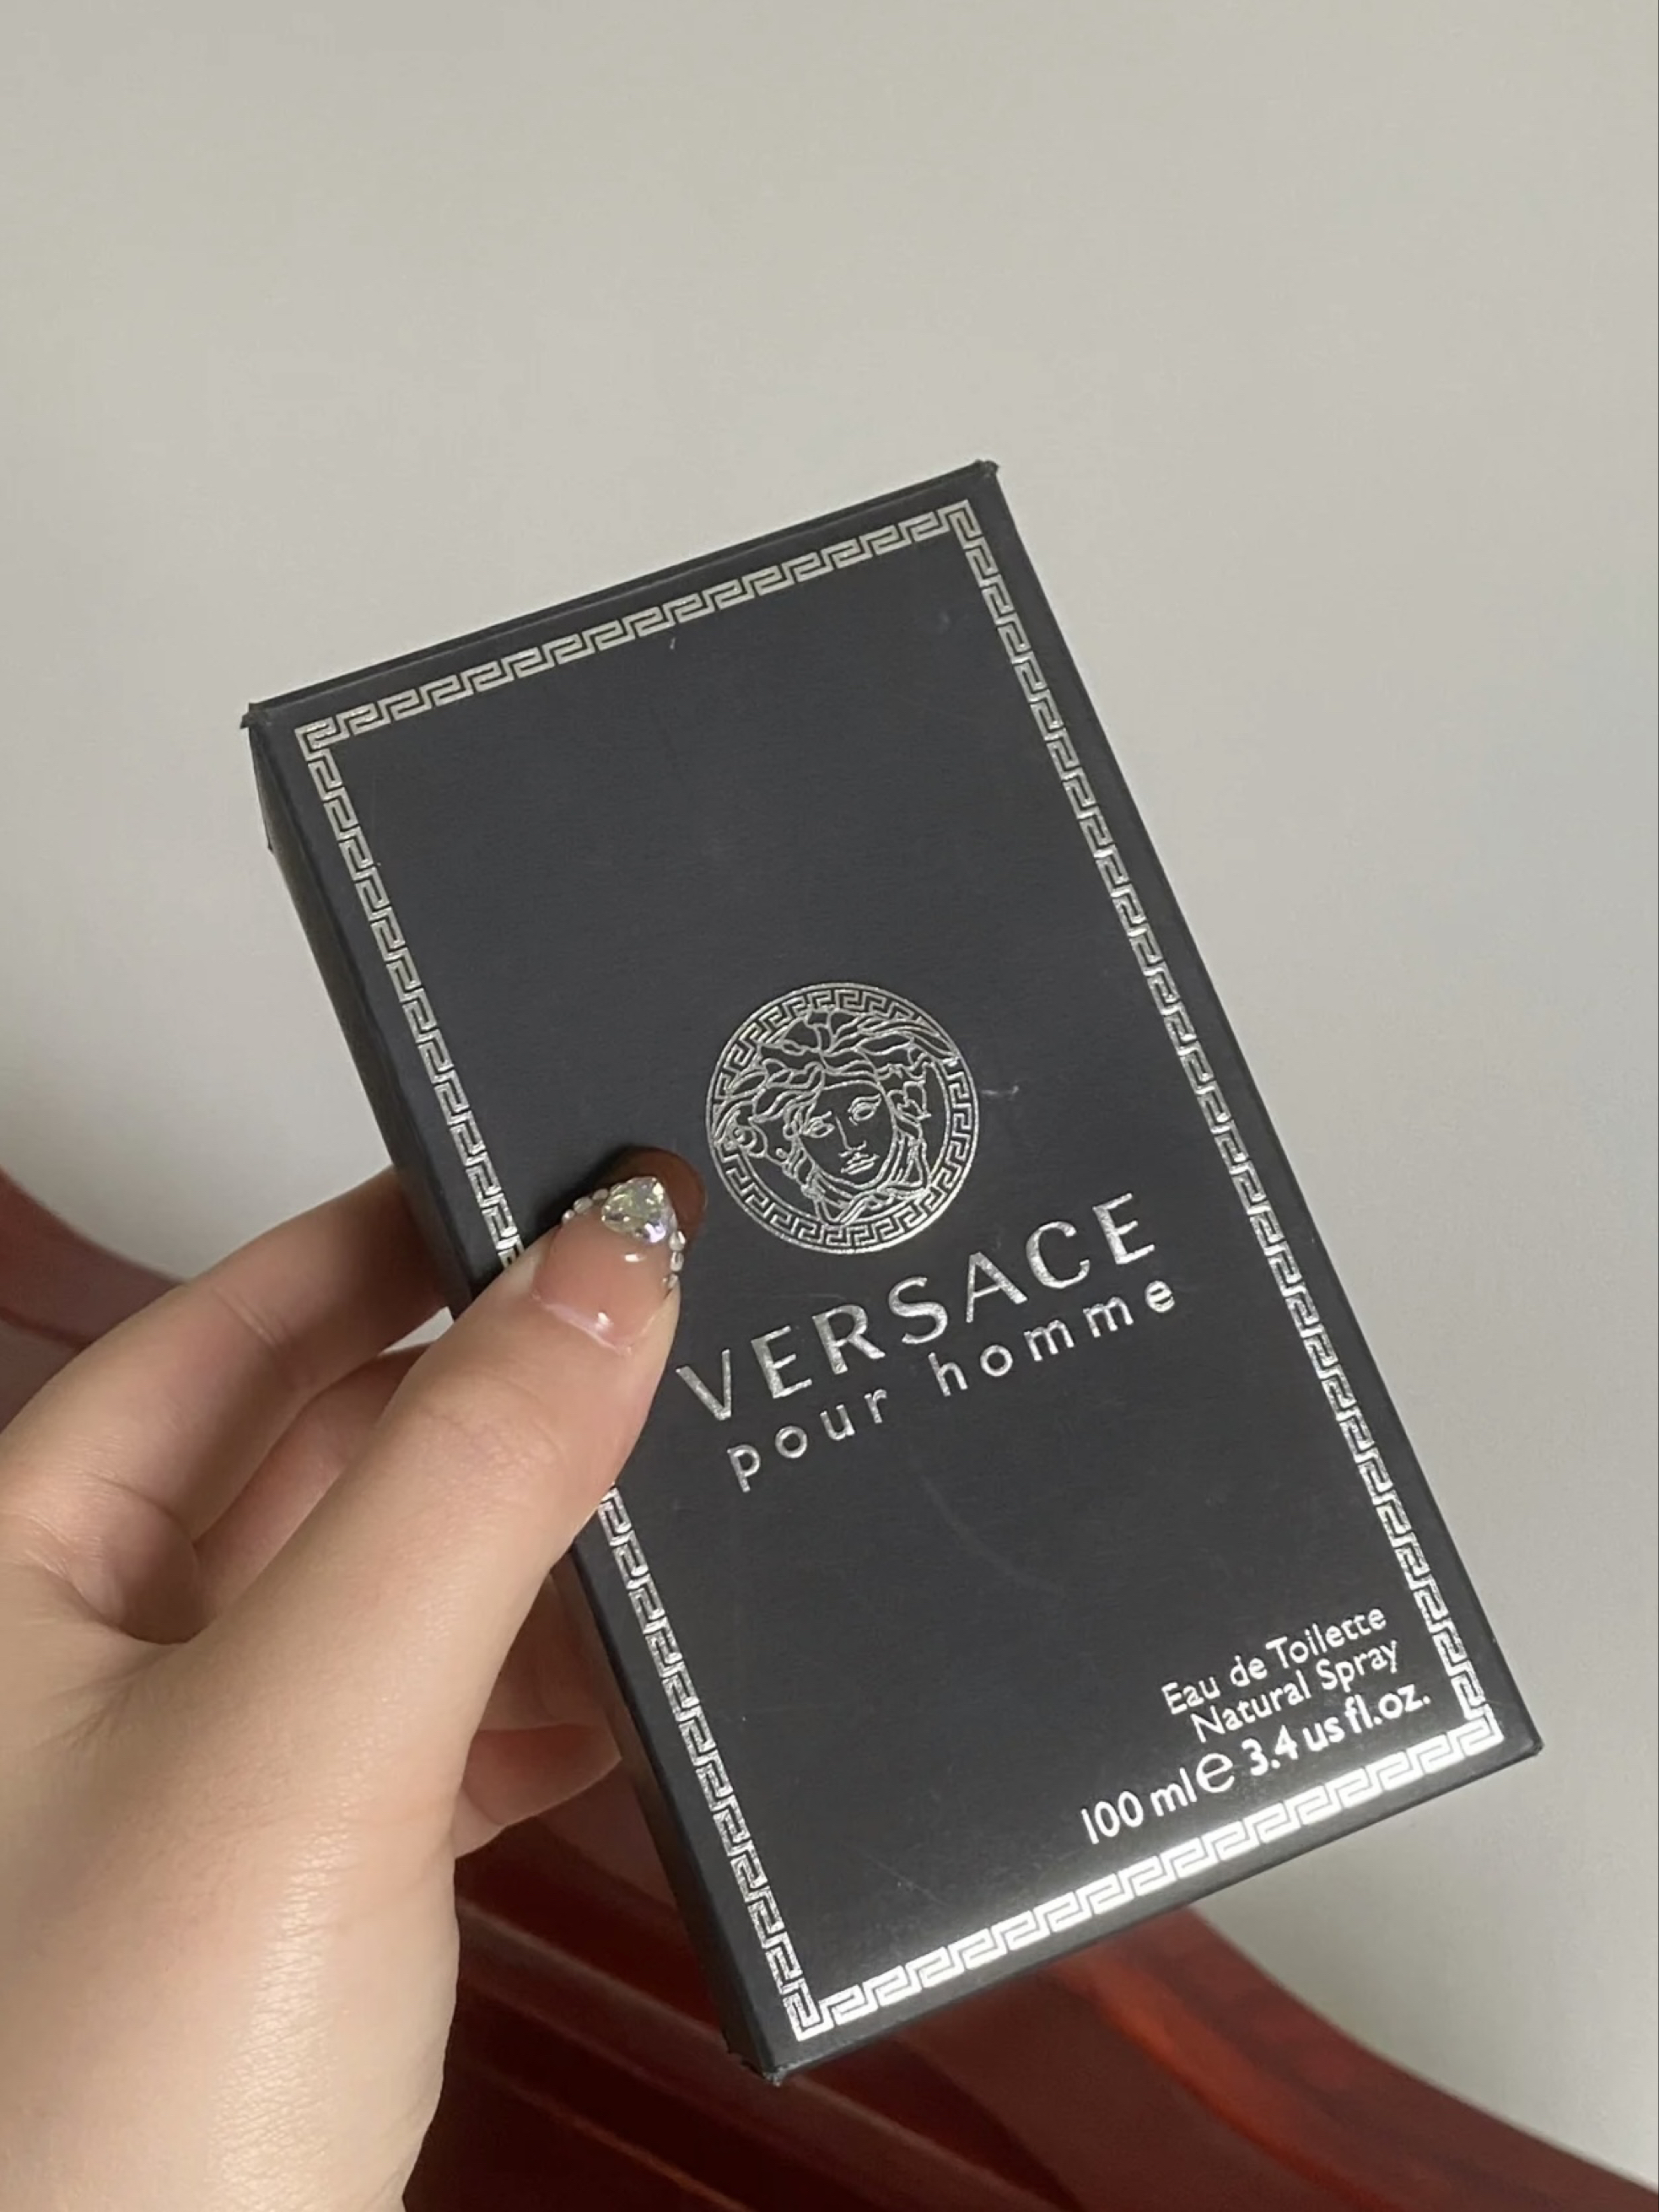 VERSACE
pour homme
Eau de Toilette
Natural Spray
100 ml e 3.4 us fl.oz.